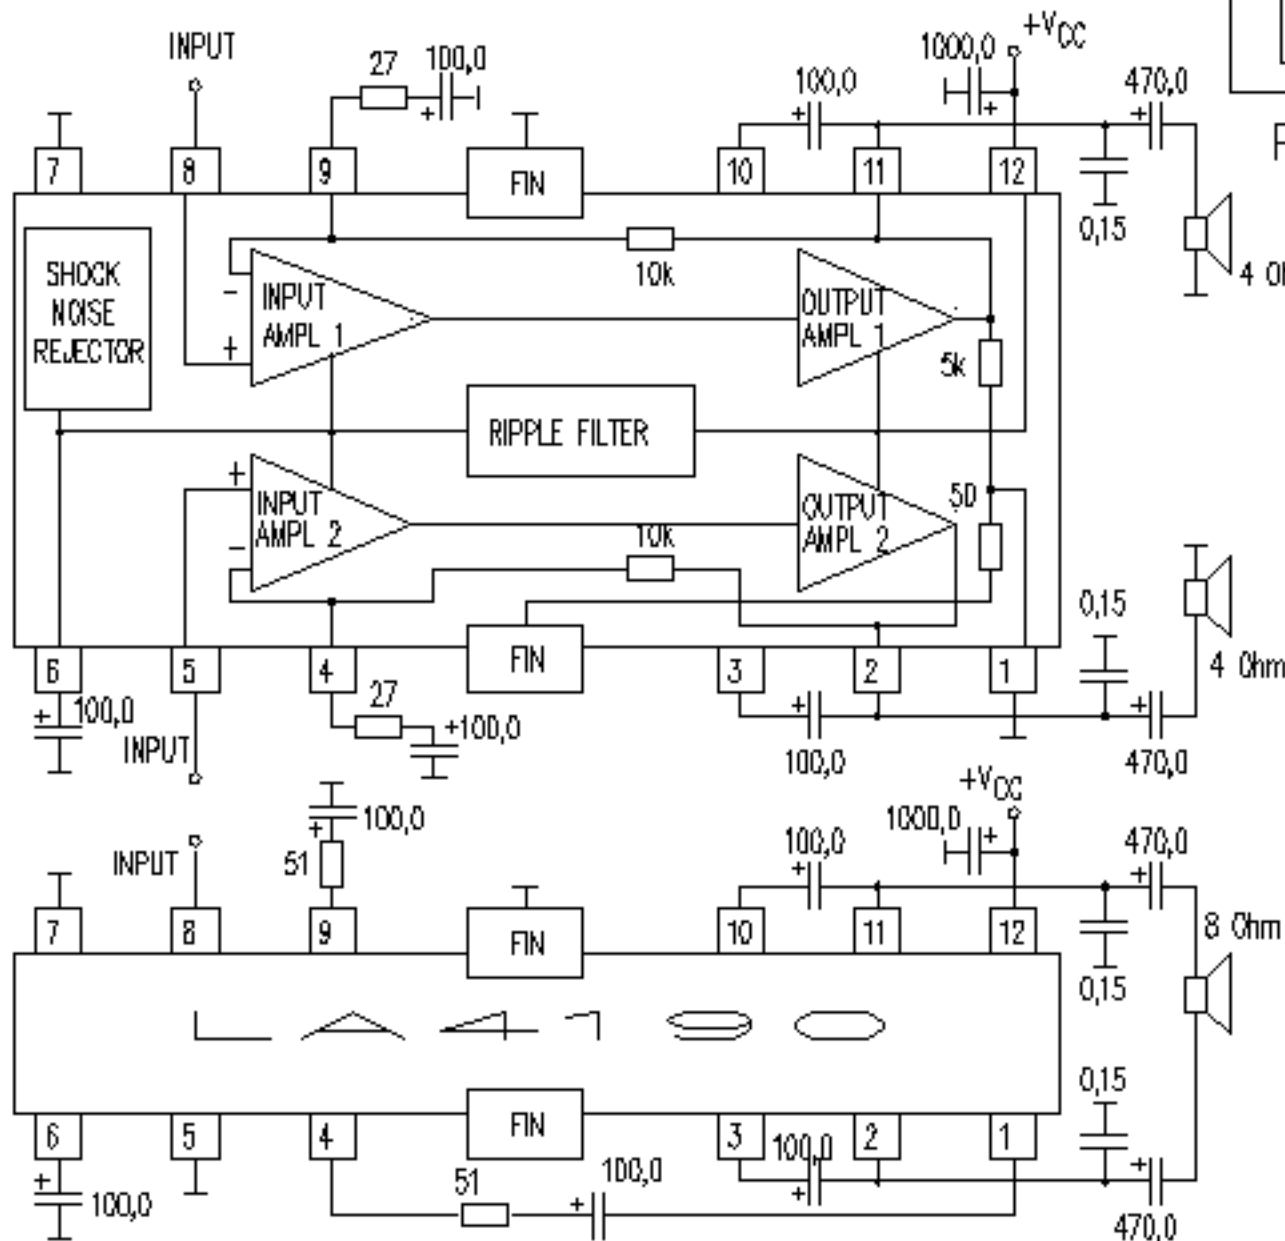 +VCC
INPUT
27
100,0
1000,0
100,0
470,0
7
8
9
FIN
10
11
12
0,15
4
SHOCK
NOISE
REJECTOR
INPUT
AMPL 1
10k
OUTPUT
AMPL 1
5k
RIPPLE FILTER
INPUT
AMPL 2
10k
OUTPUT
AMPL 2
50
0,15
4 Ohm
6
5
4
FIN
3
2
1
100,0
INPUT
27
+100,0
100,0
470,0
+VCC
100,0
1000,0
100,0
470,0
INPUT
51
7
8
9
FIN
10
11
12
8 Ohm
0,15
LA4190
0,15
6
5
4
FIN
3
2
1
100,0
51
100,0
100,0
470,0